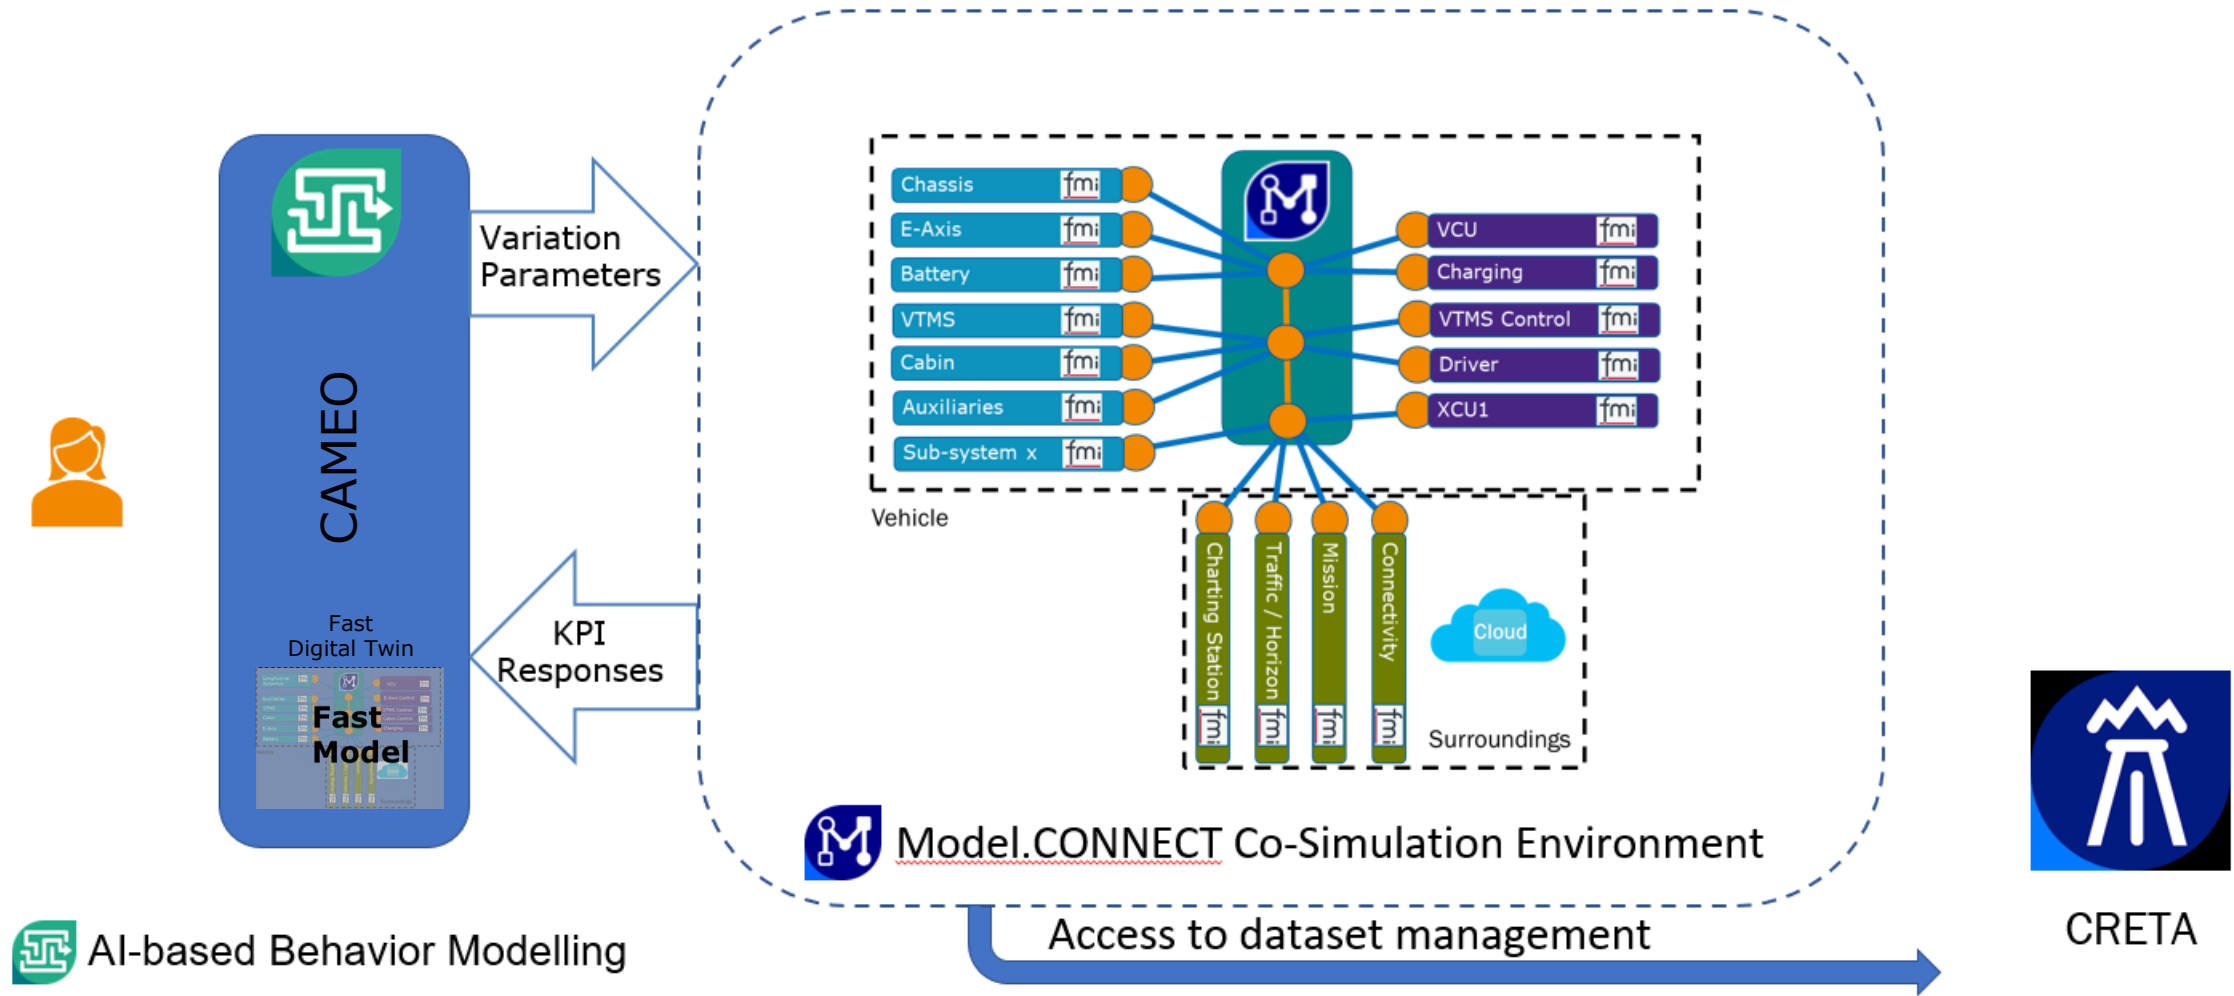 CAMEO
Fast
Digital Twin
Fast
Model
Variation
Parameters
KPI
Responses
Chassis fmi
E-Axis fmi
Battery fmi
VTMS fmi
Cabin fmi
Auxiliaries fmi
Sub-system x fmi
VCU fmi
Charging fmi
VTMS Control fmi
Driver fmi
XCU1 fmi
Vehicle
Charting Station fmi
Traffic / Horizon fmi
Mission fmi
Connectivity fmi
Cloud
Surroundings
Model.CONNECT Co-Simulation Environment
Access to dataset management
CRETA
AI-based Behavior Modelling